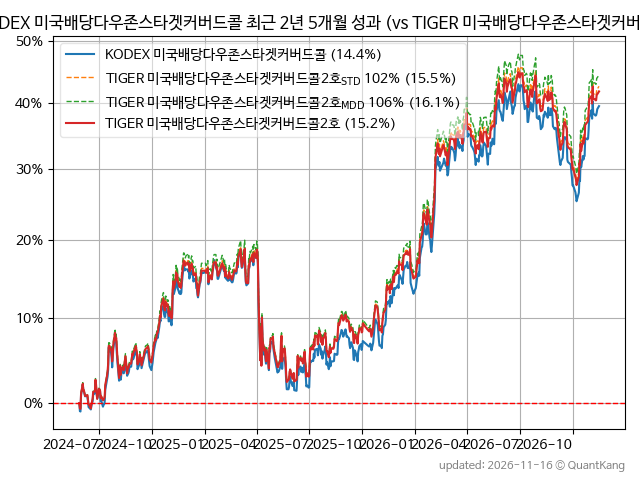 DEX 미국배당다우존스타겟커버드콜 최근 2년 5개월 성과 (vs TIGER 미국배당다우존스타겟커버
50%
40%
30%
20%
10%
0%
KODEX 미국배당다우존스타겟커버드콜 (14.4%)
TIGER 미국배당다우존스타겟커버드콜2호STD 102% (15.5%)
TIGER 미국배당다우존스타겟커버드콜2호MDD 106% (16.1%)
TIGER 미국배당다우존스타겟커버드콜2호 (15.2%)
2024-07 2024-10 2025-01 2025-04 2025-07 2025-10 2026-01 2026-04 2026-07 2026-10
updated: 2026-11-16 © QuantKang